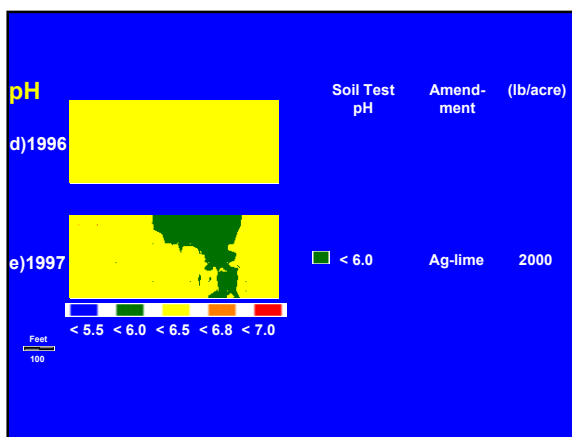 pH
Soil Test
pH
Amend-
ment
(lb/acre)
d)1996
e)1997
< 6.0
Ag-lime
2000
< 5.5
< 6.0
< 6.5
< 6.8
< 7.0
Feet
100